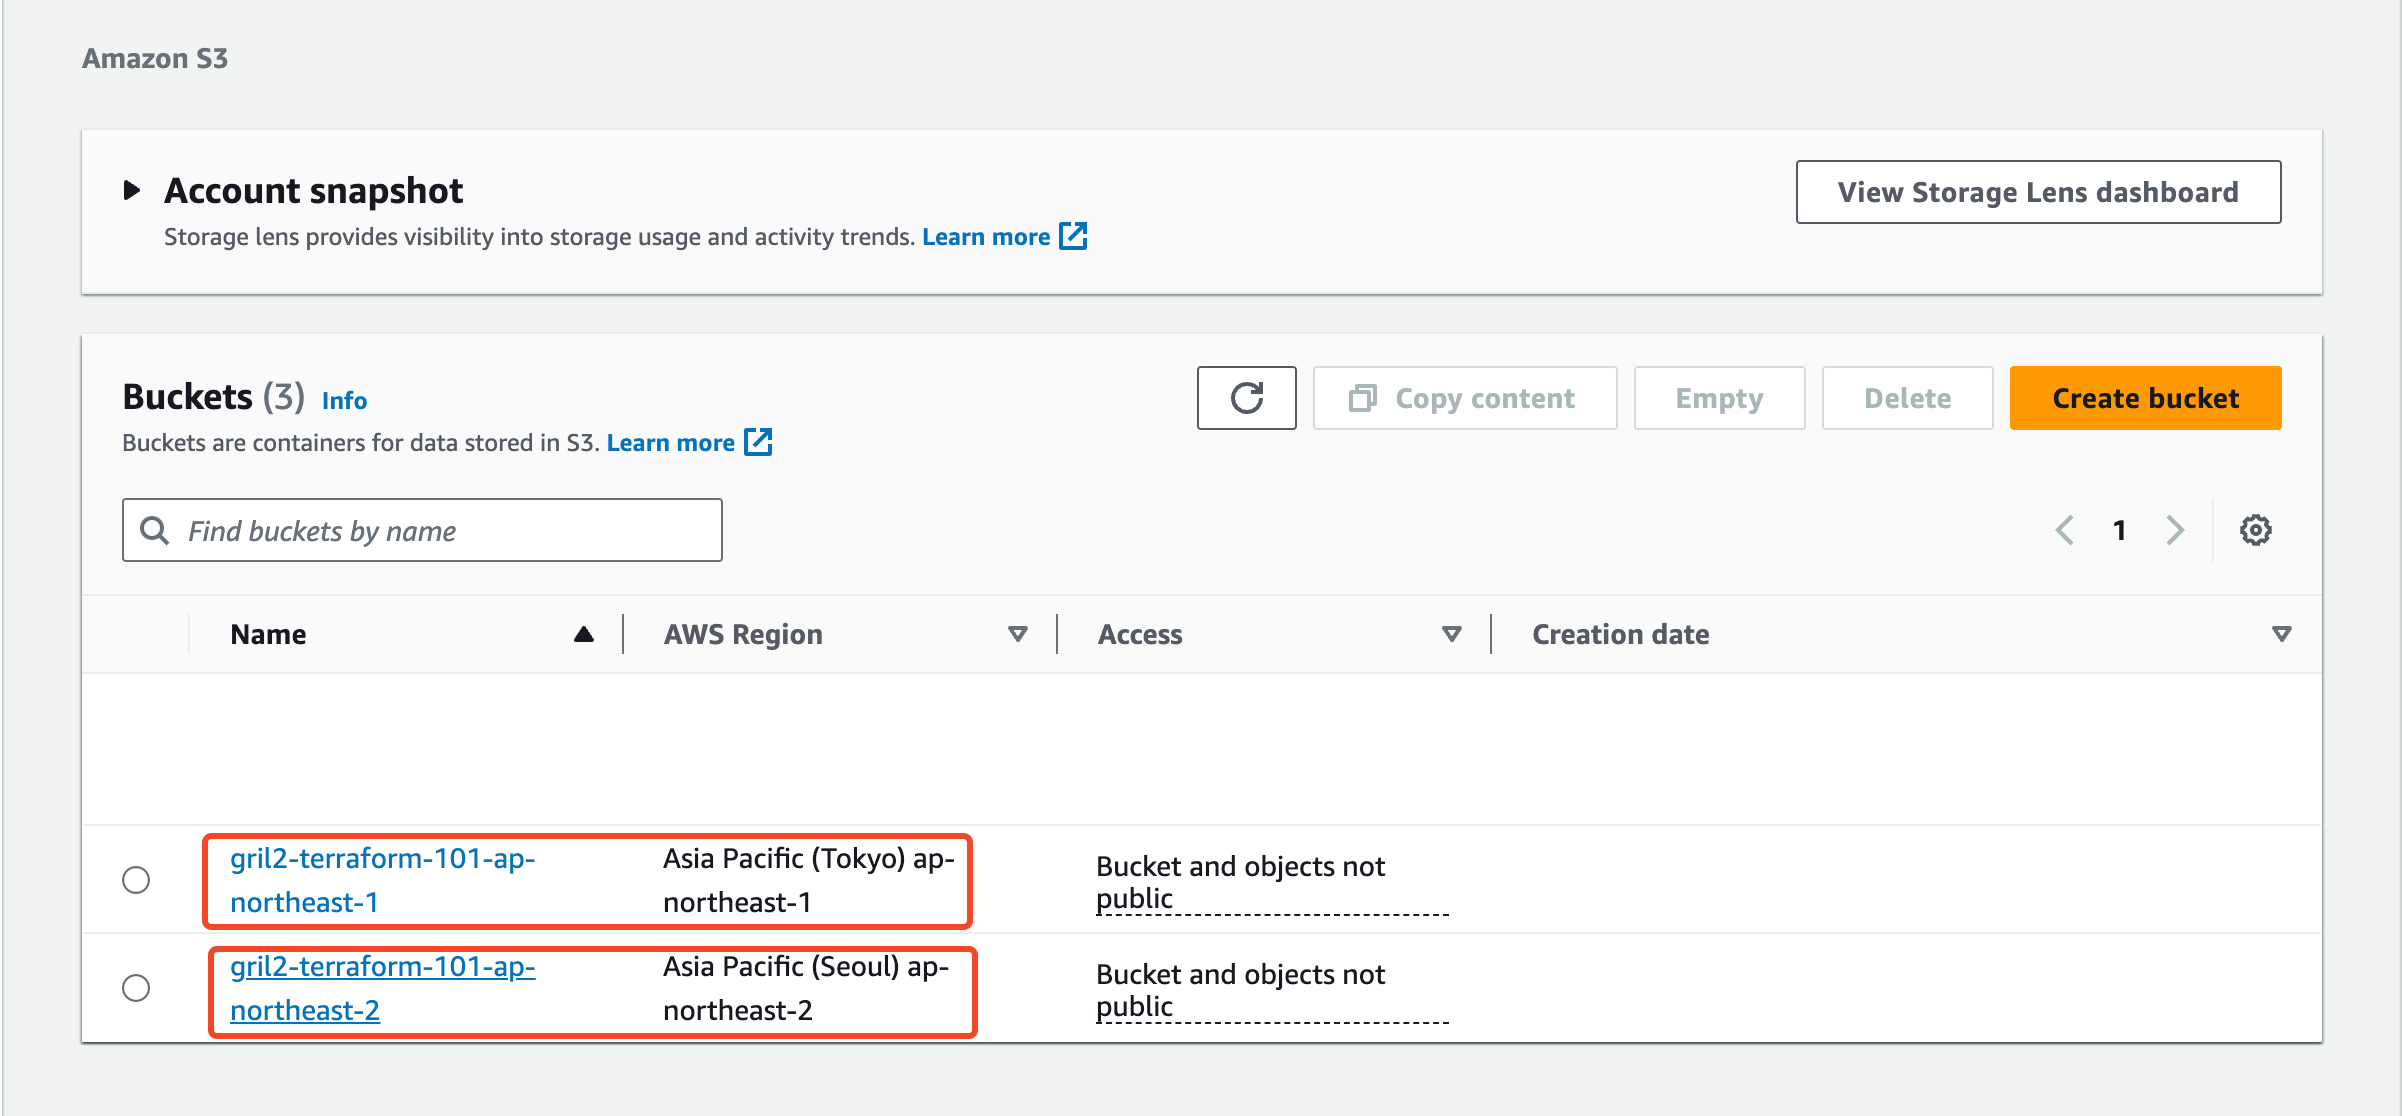 Amazon S3
Account snapshot
View Storage Lens dashboard
Storage lens provides visibility into storage usage and activity trends. Learn more
Buckets (3) Info
Copy content
Empty
Delete
Create bucket
Buckets are containers for data stored in S3. Learn more
Find buckets by name
1
Name
AWS Region
Access
Creation date
gril2-terraform-101-ap-
northeast-1
Asia Pacific (Tokyo) ap-
northeast-1
Bucket and objects not
public
gril2-terraform-101-ap-
northeast-2
Asia Pacific (Seoul) ap-
northeast-2
Bucket and objects not
public